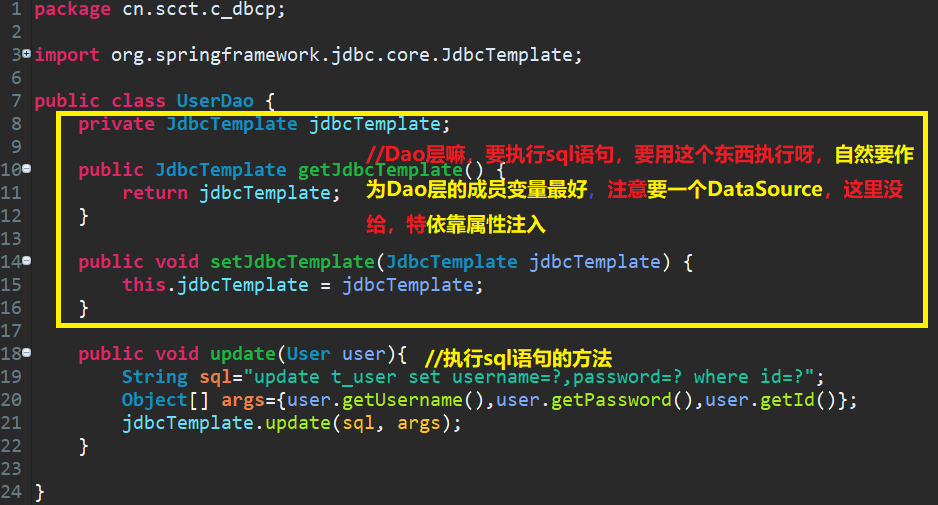 1 package cn.scct.c_dbcp;
2
3 import org.springframework.jdbc.core.JdbcTemplate;
6
7 public class UserDao {
8 private JdbcTemplate jdbcTemplate;
9 //Dao层嘛，要执行sql语句，要用这个东西执行呀，自然要作
10 public JdbcTemplate getJdbcTemplate() {
11 return jdbcTemplate; 为Dao层的成员变量最好，注意要一个DataSource，这里没
12 } 给，特依靠属性注入
13
14 public void setJdbcTemplate(JdbcTemplate jdbcTemplate) {
15 this.jdbcTemplate = jdbcTemplate;
16 }
17
18 public void update(User user){ //执行sql语句的方法
19 String sql="update t_user set username=?,password=? where id=?";
20 Object[] args={user.getUsername(),user.getPassword(),user.getId()};
21 jdbcTemplate.update(sql, args);
22 }
23
24 }